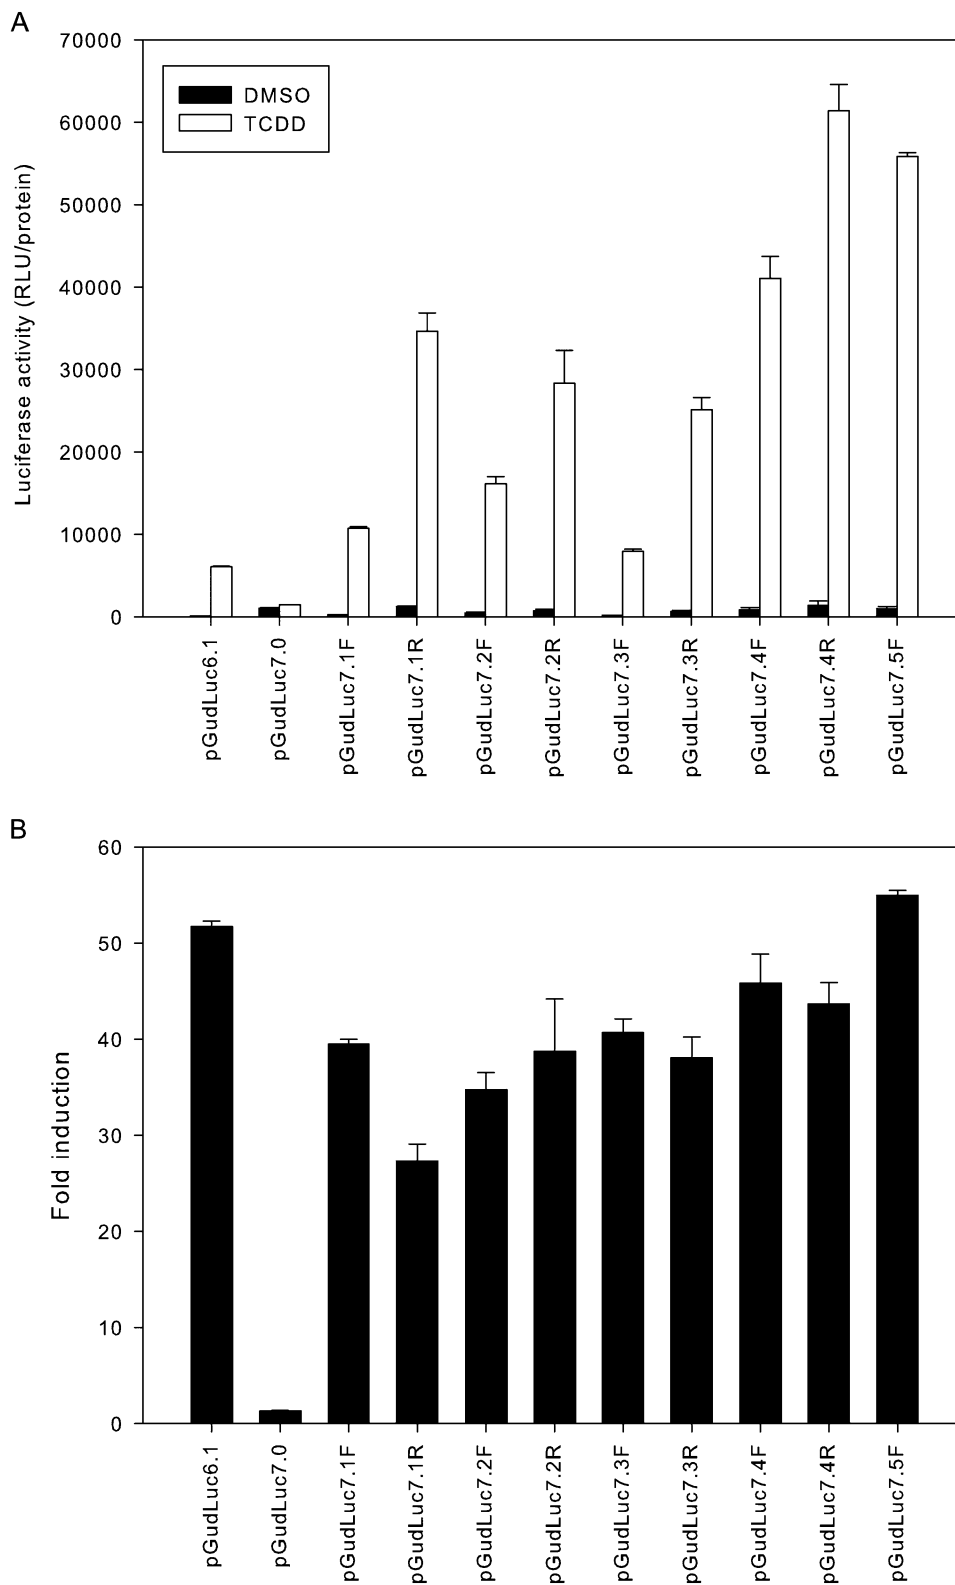 A
70000
60000
50000
40000
30000
20000
10000
0
Luciferase activity (RLU/protein)
DMSO
TCDD
pGudLuc6.1
pGudLuc7.0
pGudLuc7.1F
pGudLuc7.1R
pGudLuc7.2F
pGudLuc7.2R
pGudLuc7.3F
pGudLuc7.3R
pGudLuc7.4F
pGudLuc7.4R
pGudLuc7.5F
B
60
50
40
30
20
10
0
Fold induction
pGudLuc6.1
pGudLuc7.0
pGudLuc7.1F
pGudLuc7.1R
pGudLuc7.2F
pGudLuc7.2R
pGudLuc7.3F
pGudLuc7.3R
pGudLuc7.4F
pGudLuc7.4R
pGudLuc7.5F